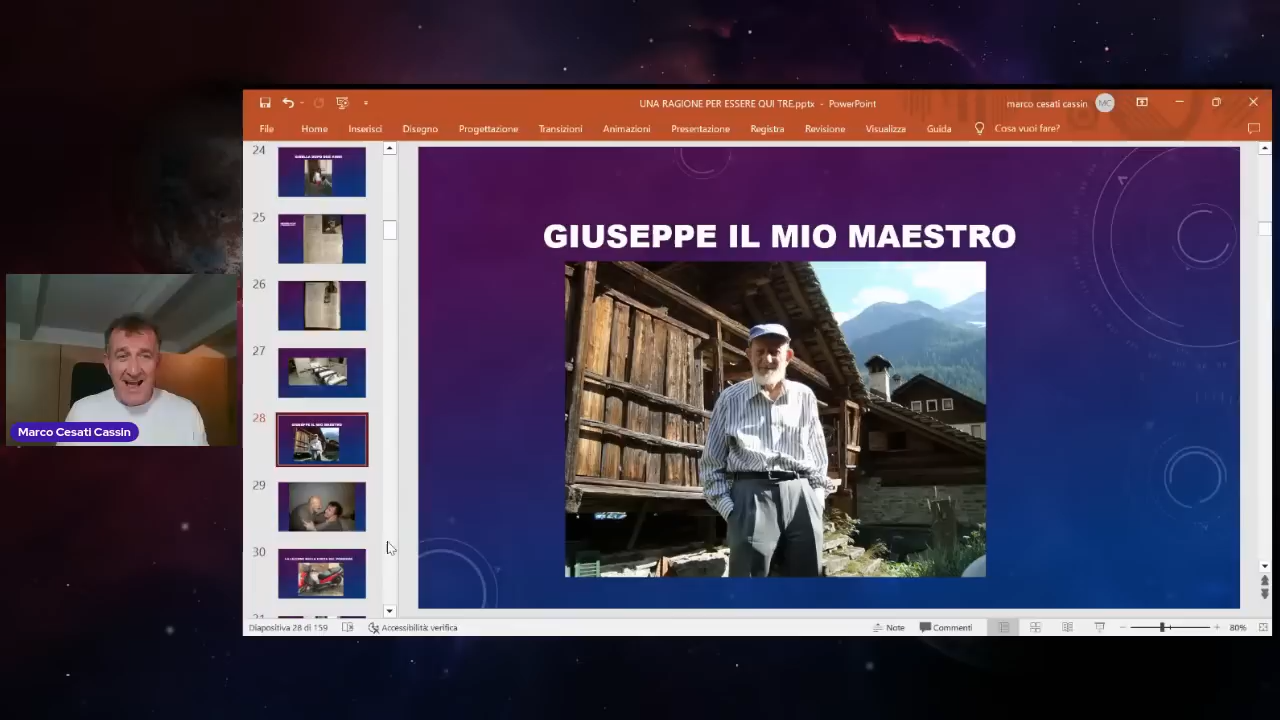 UNA RAGIONE PER ESSERE QUI TRE.pptx - PowerPoint
marco cesati cassin
MC
File Home Inserisci Disegno Progettazione Transizioni Animazioni Presentazione Registra Revisione Visualizza Guida Cosa vuoi fare?
24
25
26
27
28
29
30
GIUSEPPE IL MIO MAESTRO
Marco Cesati Cassin
Diapositiva 28 di 159
Accessibilità: verifica
Note
Commenti
80%